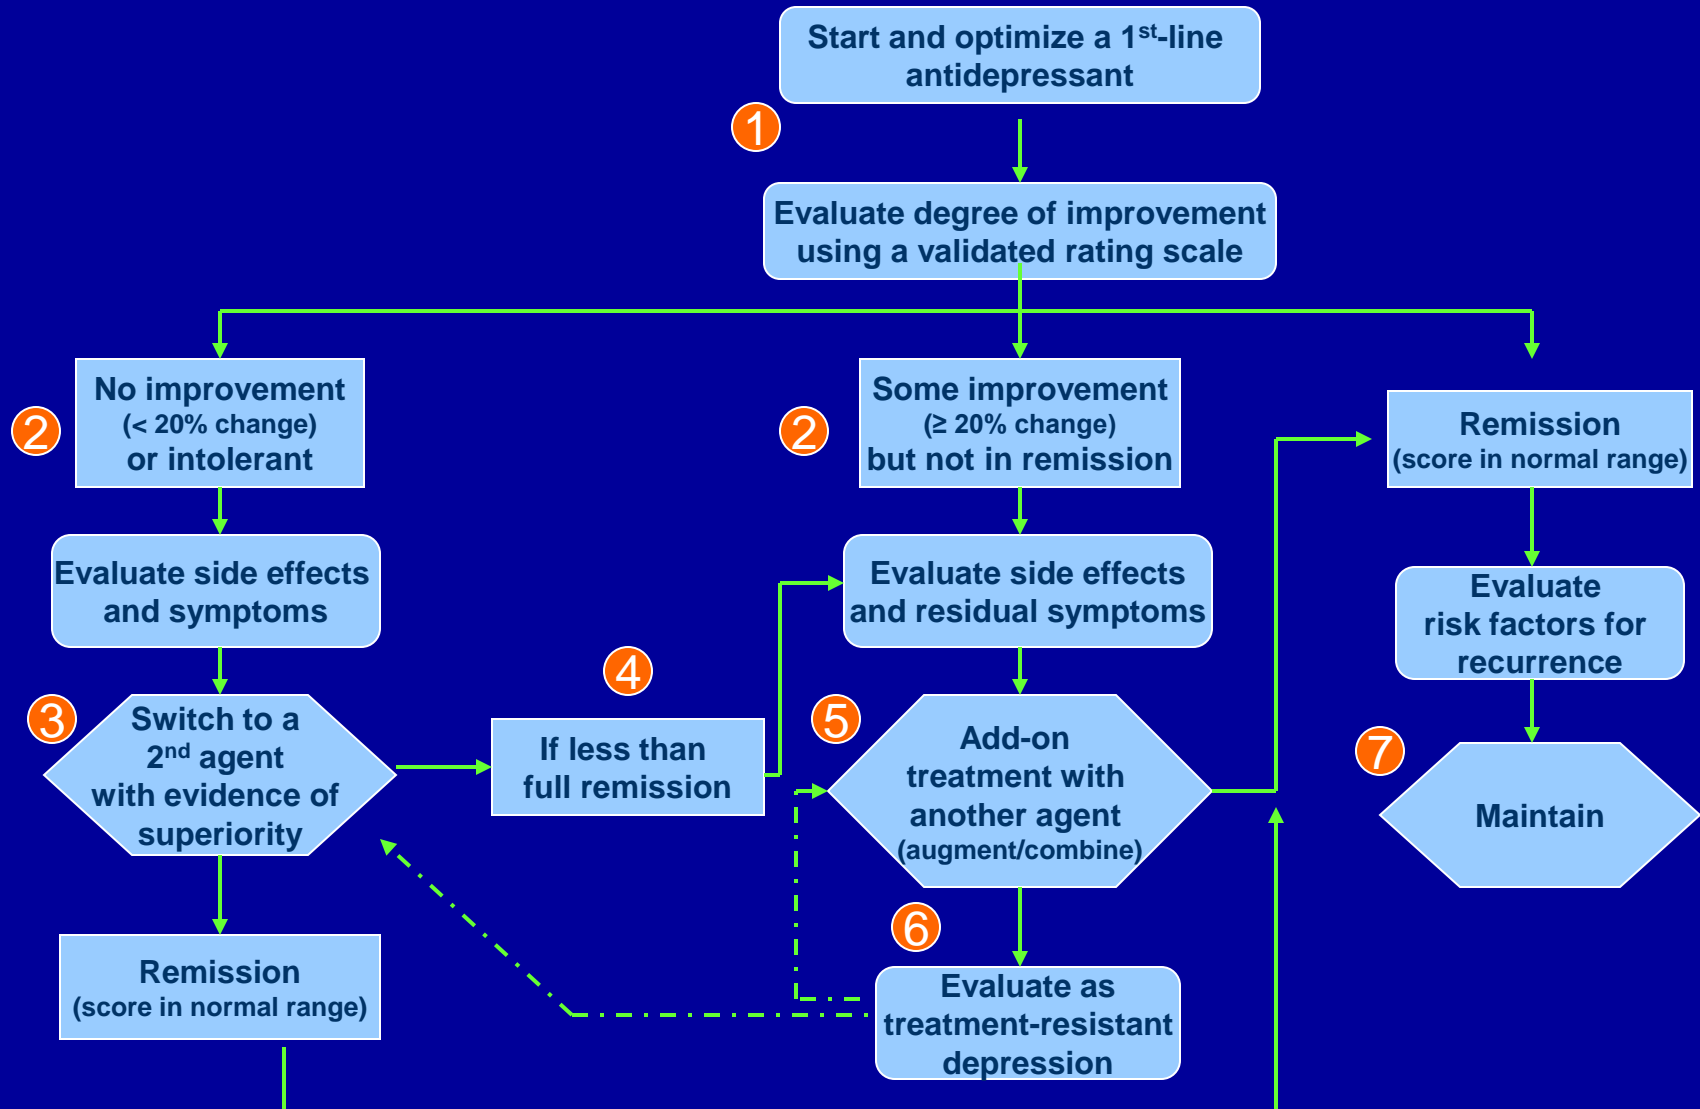 Start and optimize a 1st-line
antidepressant
1
Evaluate degree of improvement
using a validated rating scale
2
No improvement
(< 20% change)
or intolerant
2
Some improvement
(≥ 20% change)
but not in remission
Remission
(score in normal range)
Evaluate side effects
and symptoms
Evaluate side effects
and residual symptoms
Evaluate
risk factors for
recurrence
3
Switch to a
2nd agent
with evidence of
superiority
4
If less than
full remission
5
Add-on
treatment with
another agent
(augment/combine)
7
Maintain
Remission
(score in normal range)
6
Evaluate as
treatment-resistant
depression